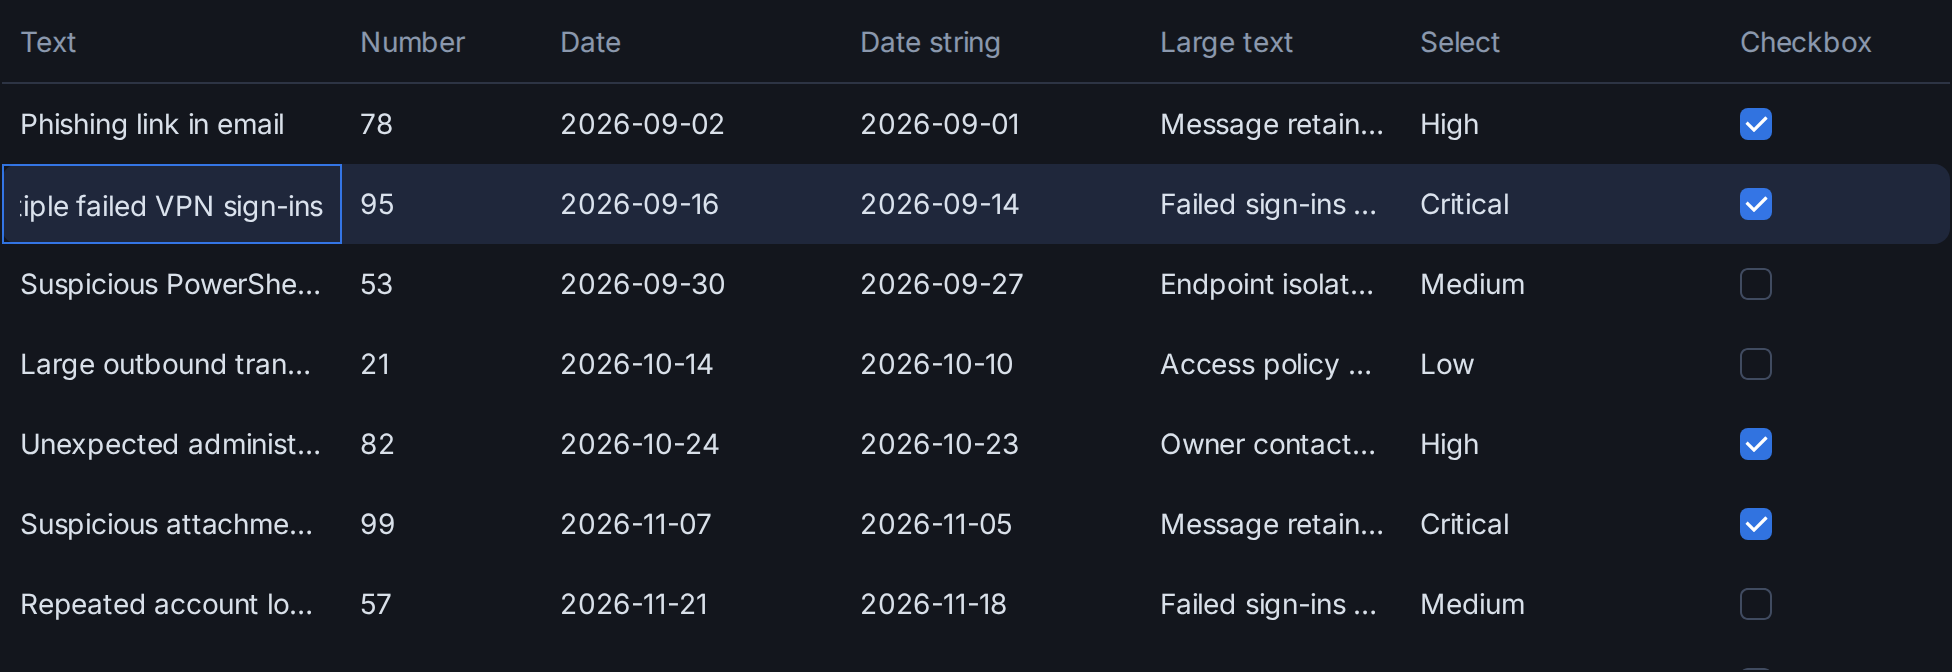 Text Number Date Date string Large text Select Checkbox
Phishing link in email 78 2026-09-02 2026-09-01 Message retain... High
iple failed VPN sign-ins 95 2026-09-16 2026-09-14 Failed sign-ins ... Critical
Suspicious PowerShe... 53 2026-09-30 2026-09-27 Endpoint isolat... Medium
Large outbound tran... 21 2026-10-14 2026-10-10 Access policy ... Low
Unexpected administ... 82 2026-10-24 2026-10-23 Owner contact... High
Suspicious attachme... 99 2026-11-07 2026-11-05 Message retain... Critical
Repeated account lo... 57 2026-11-21 2026-11-18 Failed sign-ins ... Medium